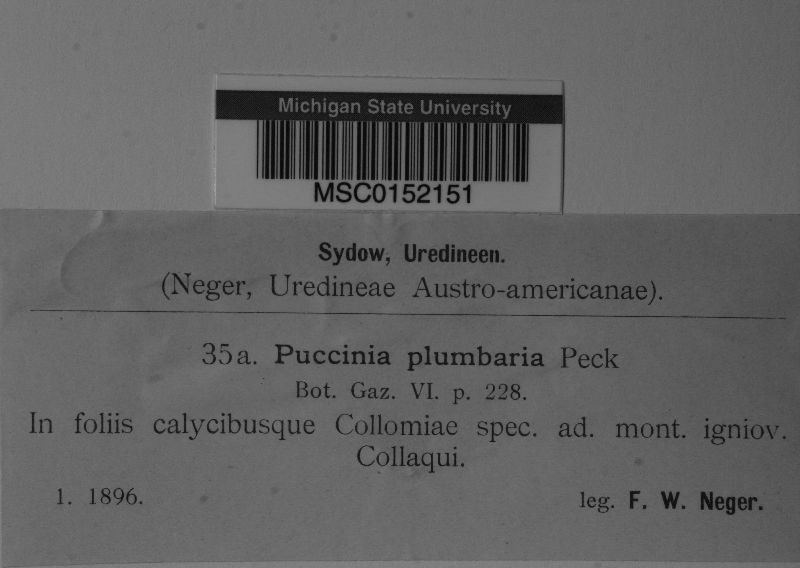 Michigan State University
MSC0152151
Sydow, Uredineen.
(Neger, Uredineae Austro-americanae).
35a. Puccinia plumbaria Peck
Bot. Gaz. VI. p. 228.
In foliis calycibusque Collomiae spec. ad. mont. igniov.
Collaqui.
1. 1896.
leg. F. W. Neger.